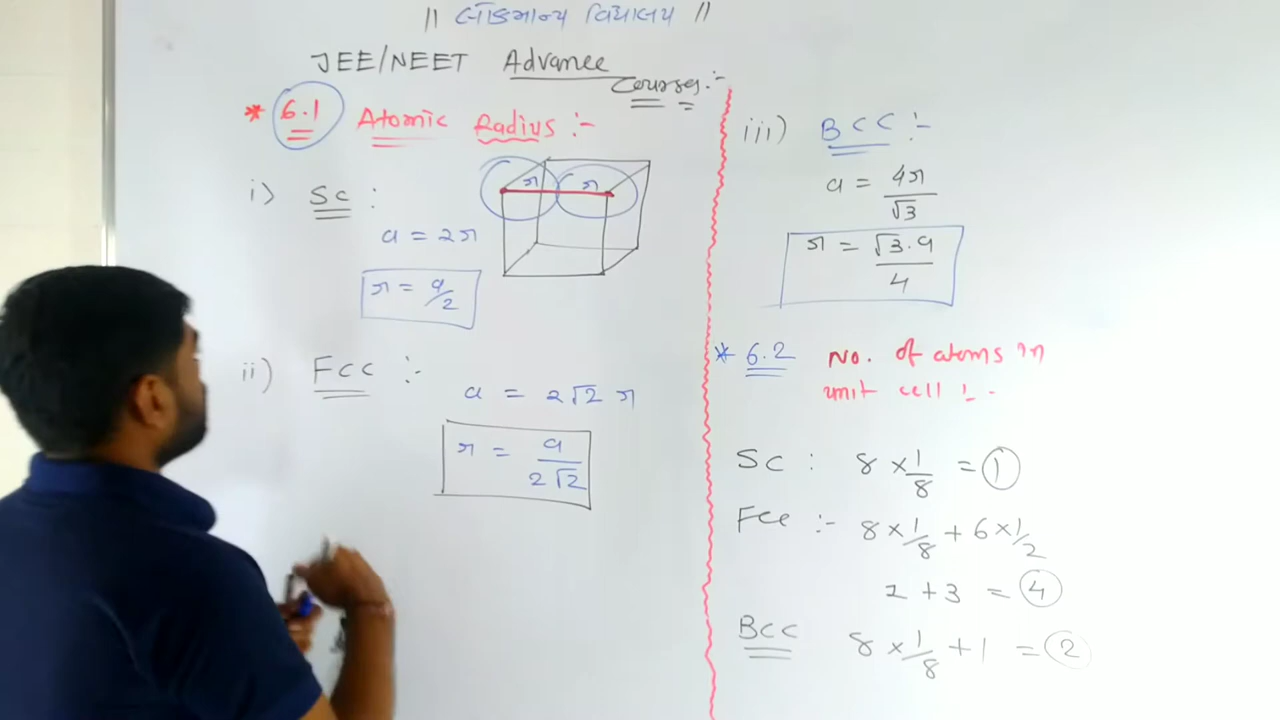 || લોકમાન્ય વિદ્યાલય ||
JEE/NEET Advance
Courses:-
* 6.1 Atomic Radius :-
i) SC :
r r
a = 2r
r = a/2
ii) FCC :-
a = 2√2 r
r = a / 2√2
iii) BCC :-
a = 4r / √3
r = √3.a / 4
* 6.2 No. of atoms in
unit cell :-
SC : 8 × 1/8 = 1
FCC :- 8 × 1/8 + 6 × 1/2
1 + 3 = 4
BCC 8 × 1/8 + 1 = 2